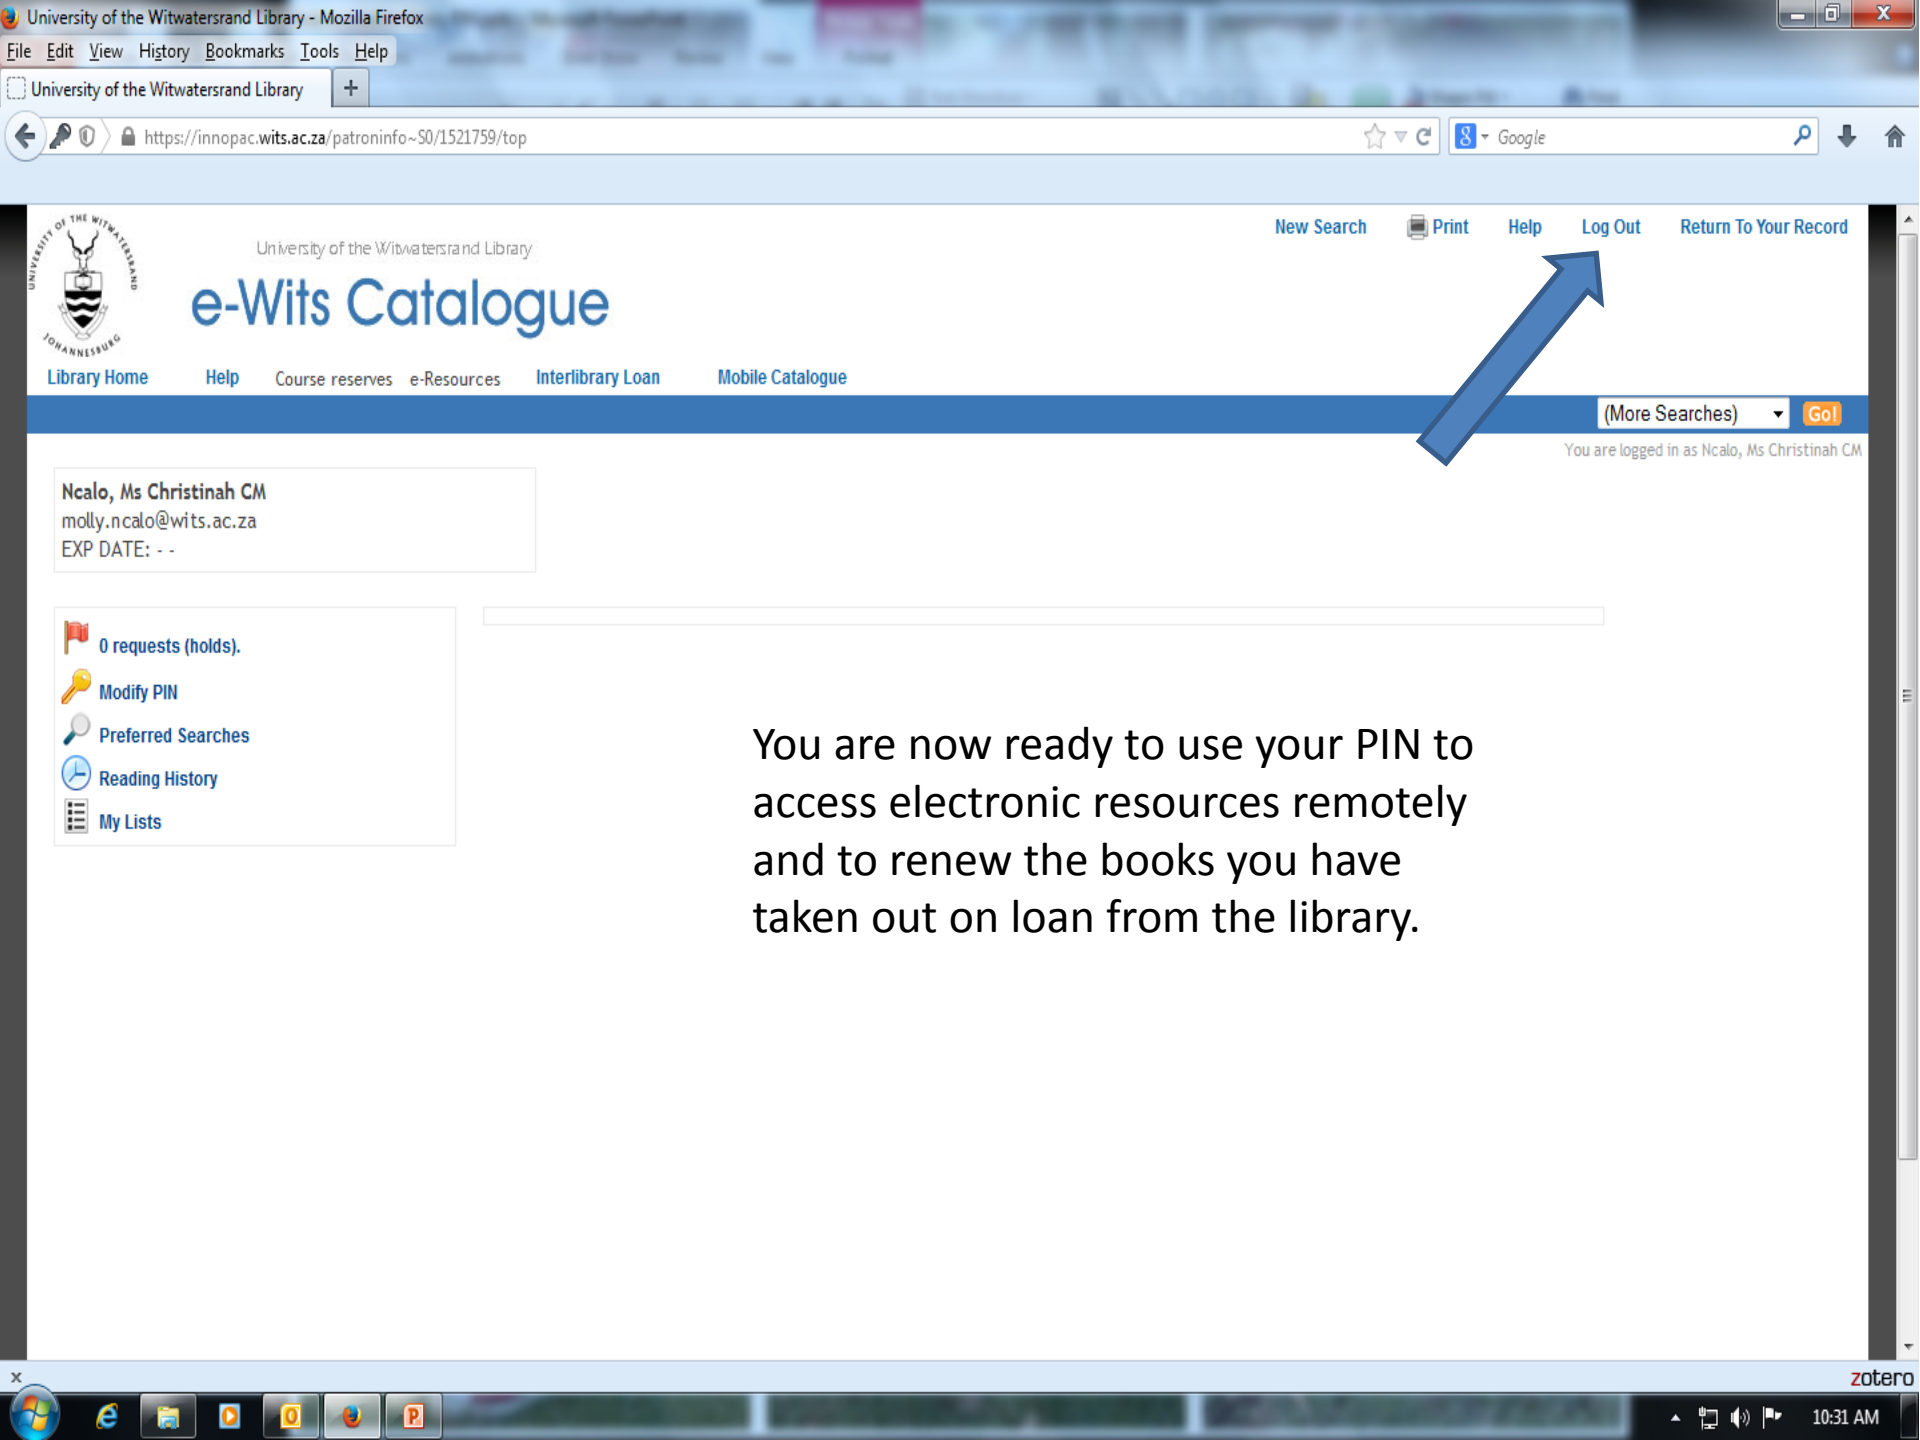 University of the Witwatersrand Library - Mozilla Firefox
File Edit View History Bookmarks Tools Help
University of the Witwatersrand Library +
https://innopac.wits.ac.za/patroninfo~S0/1521759/top
Google
New Search Print Help Log Out Return To Your Record
UNIVERSITY OF THE WITWATERSRAND
JOHANNESBURG
University of the Witwatersrand Library
e-Wits Catalogue
Library Home Help Course reserves e-Resources Interlibrary Loan Mobile Catalogue
(More Searches) Go!
You are logged in as Ncalo, Ms Christinah CM
Ncalo, Ms Christinah CM
molly.ncalo@wits.ac.za
EXP DATE: - -
0 requests (holds).
Modify PIN
Preferred Searches
Reading History
My Lists
You are now ready to use your PIN to
access electronic resources remotely
and to renew the books you have
taken out on loan from the library.
x
zotero
10:31 AM